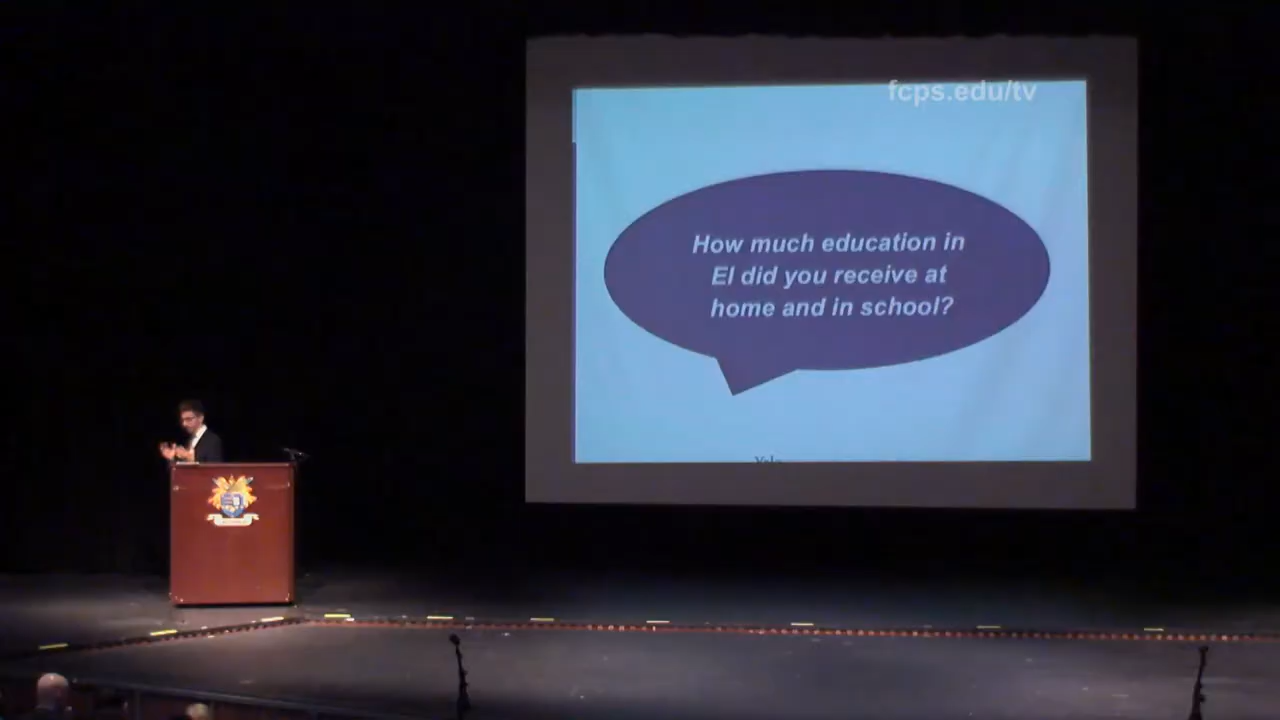 fcps.edu/tv
How much education in
EI did you receive at
home and in school?